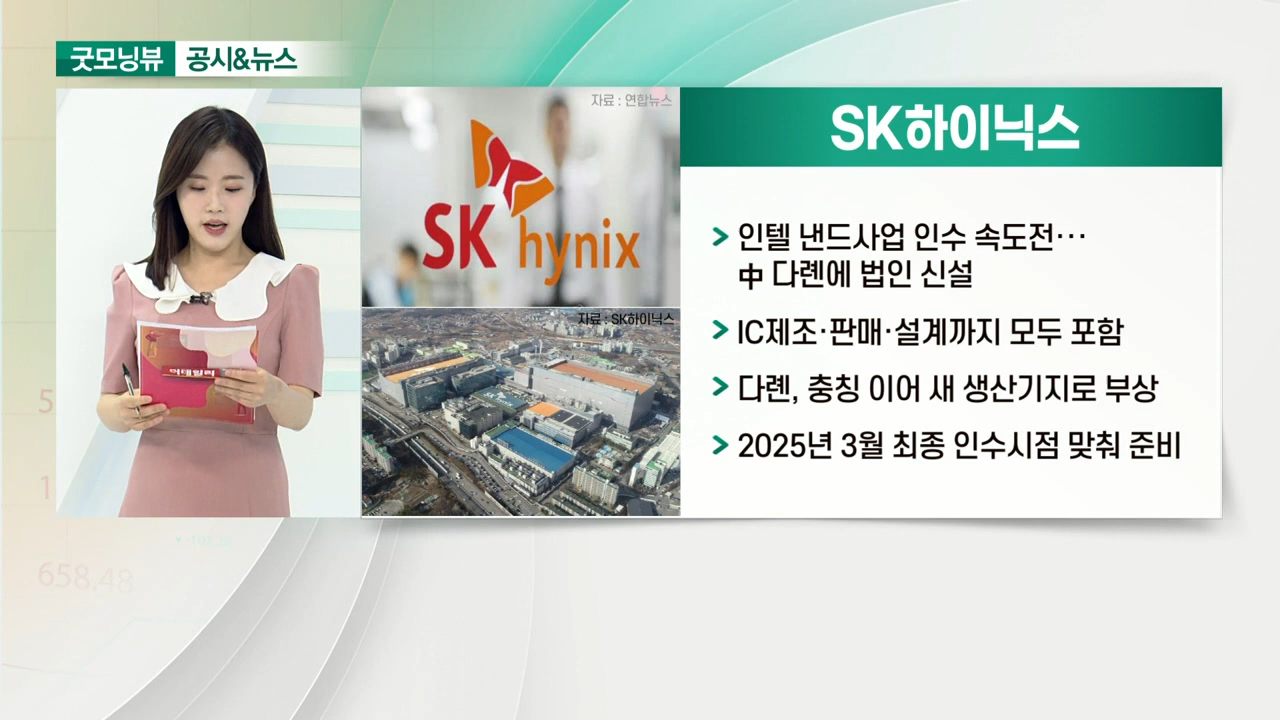 굿모닝뷰 공시&뉴스
자료 : 연합뉴스
SK hynix
자료 : SK하이닉스
이데일리
SK하이닉스
인텔 낸드사업 인수 속도전…
中 다롄에 법인 신설
IC제조·판매·설계까지 모두 포함
다롄, 충칭 이어 새 생산기지로 부상
2025년 3월 최종 인수시점 맞춰 준비
658.48